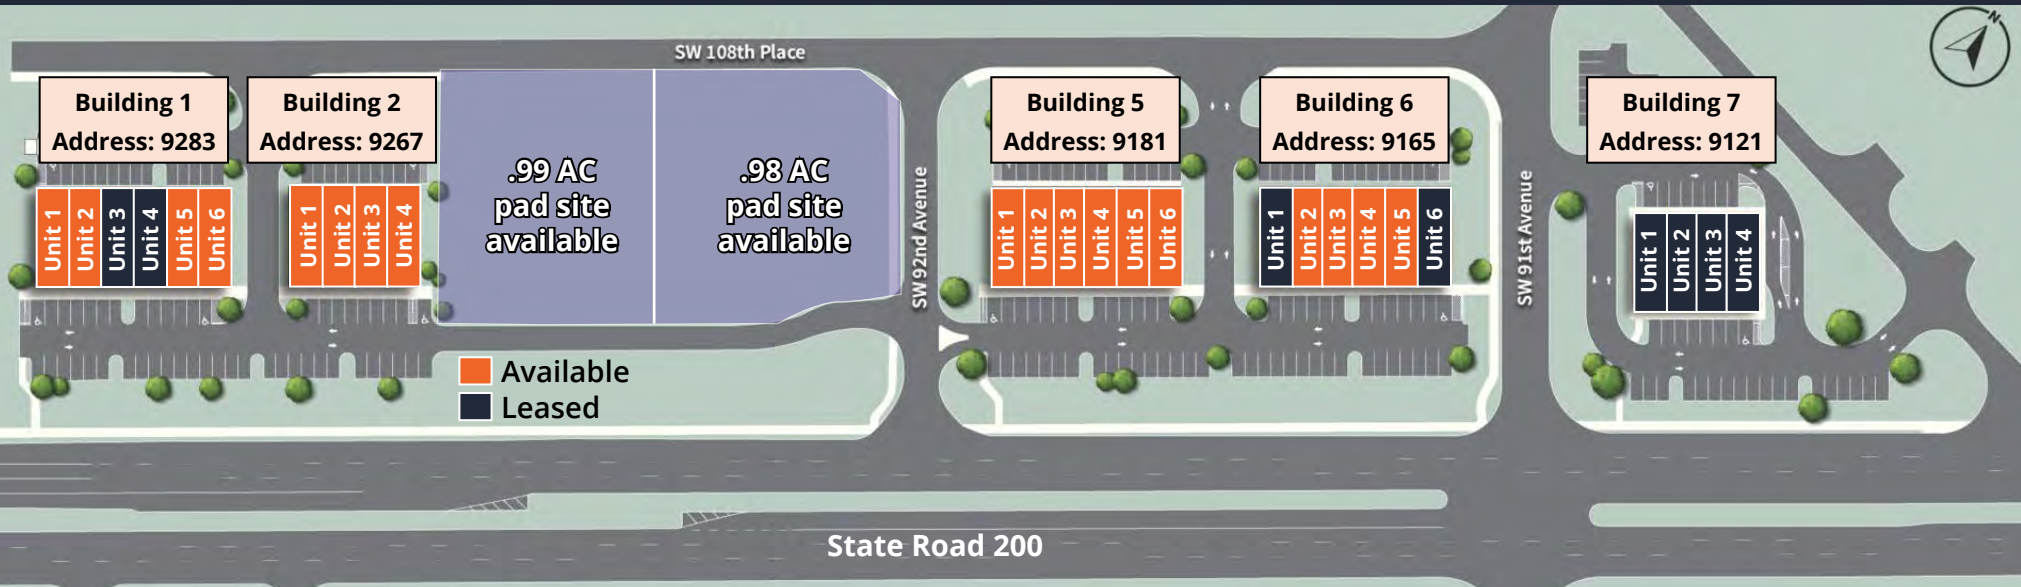 SW 108th Place
N
Building 1
Address: 9283
Building 2
Address: 9267
Building 5
Address: 9181
Building 6
Address: 9165
Building 7
Address: 9121
Unit 1
Unit 2
Unit 3
Unit 4
Unit 5
Unit 6
Unit 1
Unit 2
Unit 3
Unit 4
.99 AC
pad site
available
.98 AC
pad site
available
SW 92nd Avenue
Unit 1
Unit 2
Unit 3
Unit 4
Unit 5
Unit 6
Unit 1
Unit 2
Unit 3
Unit 4
Unit 5
Unit 6
SW 91st Avenue
Unit 1
Unit 2
Unit 3
Unit 4
Available
Leased
State Road 200